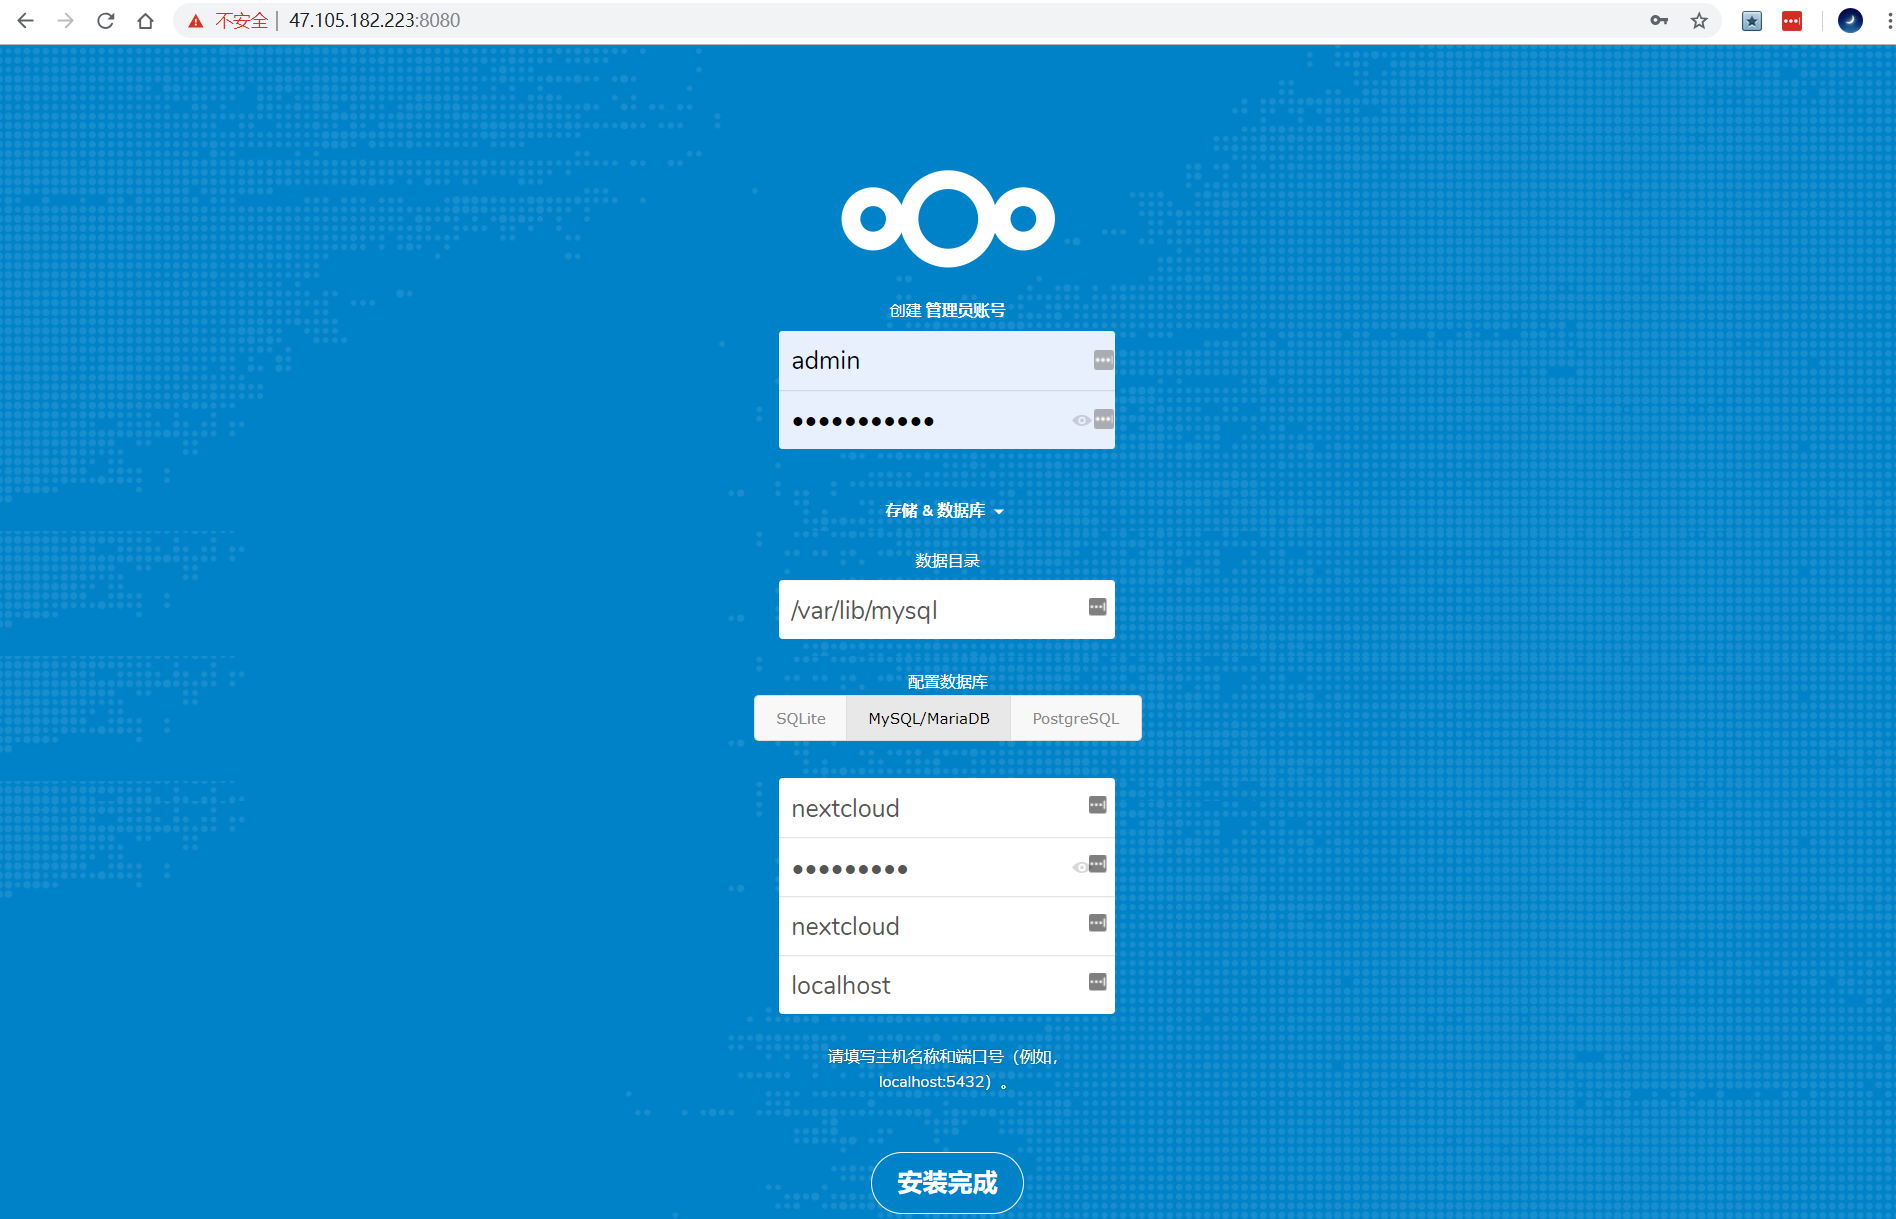 不安全 47.105.182.223:8080
创建 管理员账号
admin
•••••••••••
存储 & 数据库
数据目录
/var/lib/mysql
配置数据库
SQLite MySQL/MariaDB PostgreSQL
nextcloud
•••••••••
nextcloud
localhost
请填写主机名称和端口号（例如，
localhost:5432）。
安装完成